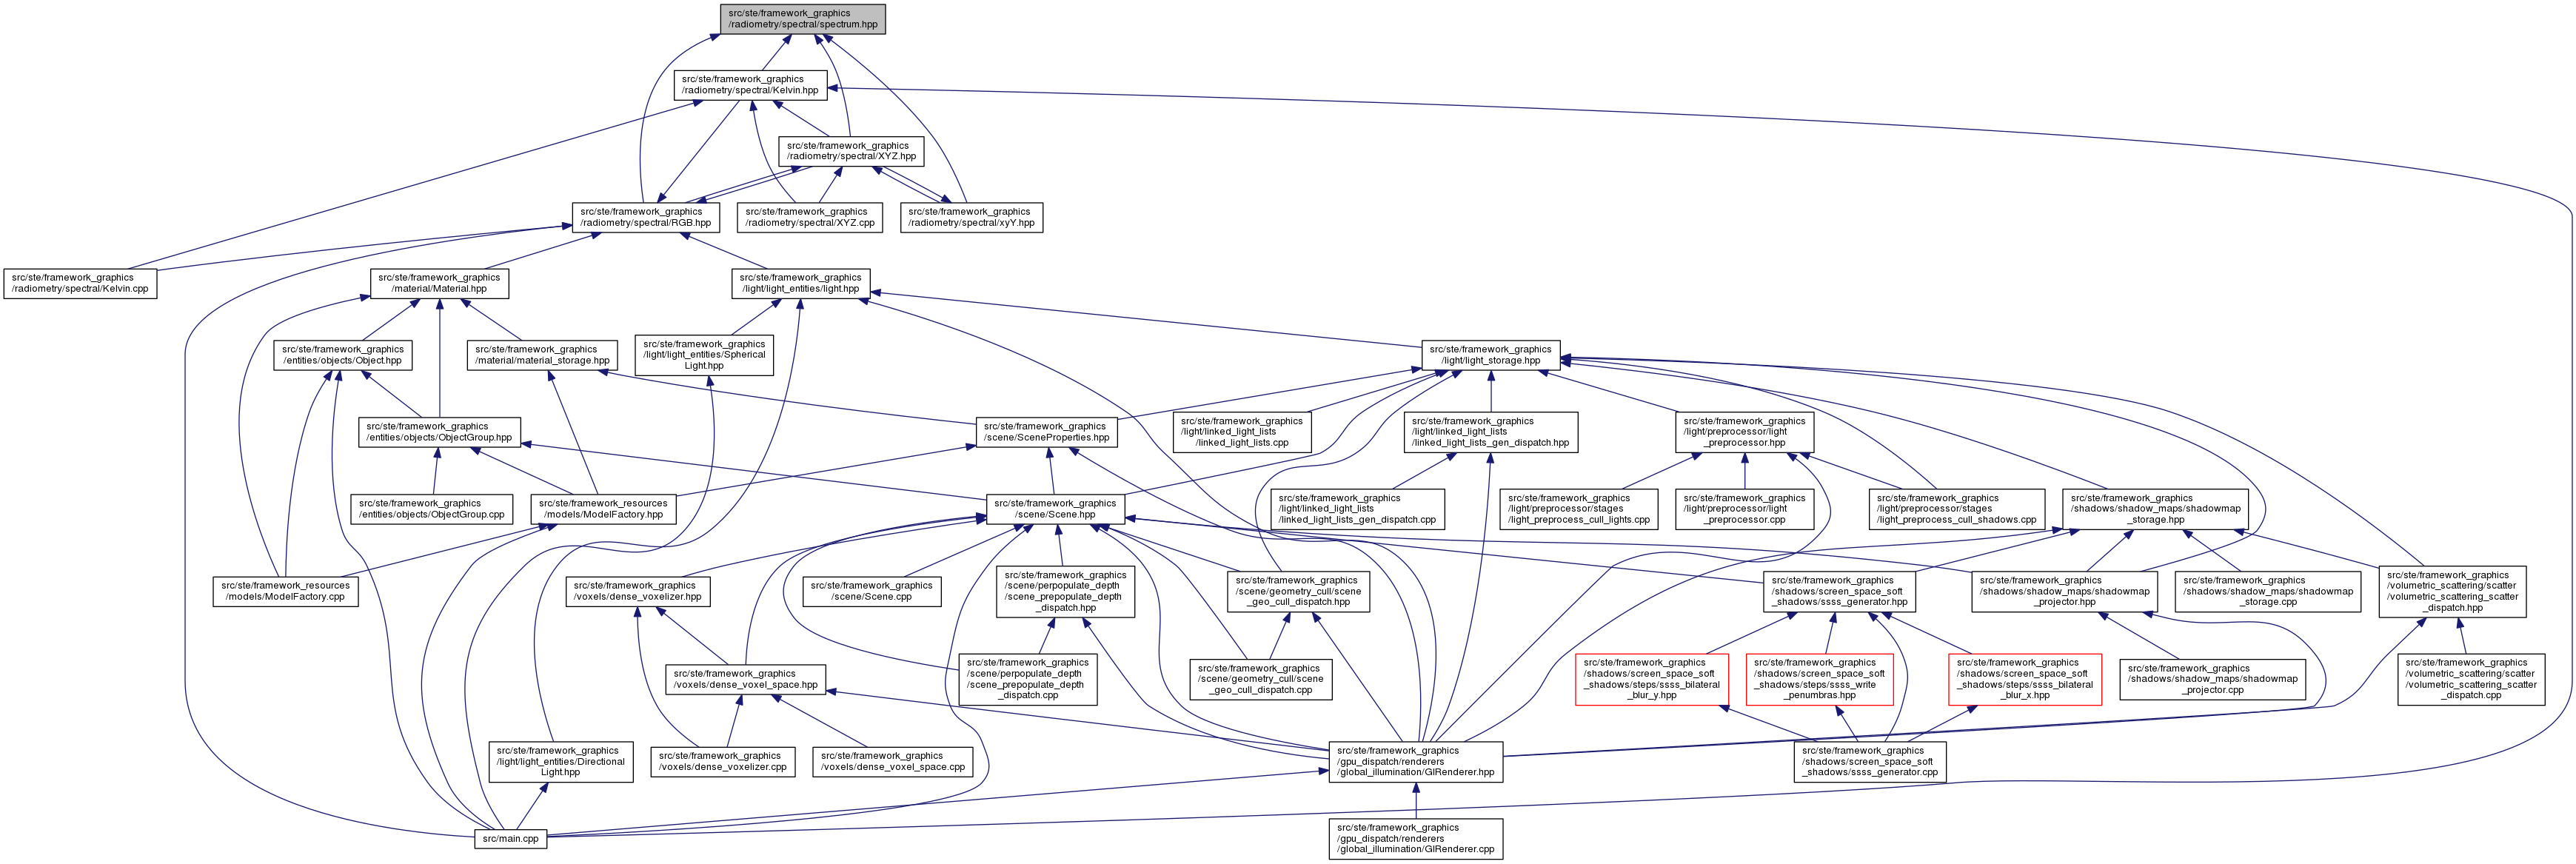 src/ste/framework_graphics
/radiometry/spectral/spectrum.hpp
src/ste/framework_graphics
/radiometry/spectral/Kelvin.hpp
src/ste/framework_graphics
/radiometry/spectral/XYZ.hpp
src/ste/framework_graphics
/radiometry/spectral/RGB.hpp
src/ste/framework_graphics
/radiometry/spectral/XYZ.cpp
src/ste/framework_graphics
/radiometry/spectral/xyY.hpp
src/ste/framework_graphics
/radiometry/spectral/Kelvin.cpp
src/ste/framework_graphics
/material/Material.hpp
src/ste/framework_graphics
/light/light_entities/light.hpp
src/ste/framework_graphics
/entities/objects/Object.hpp
src/ste/framework_graphics
/material/material_storage.hpp
src/ste/framework_graphics
/light/light_entities/Spherical
Light.hpp
src/ste/framework_graphics
/light/light_storage.hpp
src/ste/framework_graphics
/entities/objects/ObjectGroup.hpp
src/ste/framework_graphics
/scene/SceneProperties.hpp
src/ste/framework_graphics
/light/linked_light_lists
/linked_light_lists.cpp
src/ste/framework_graphics
/light/linked_light_lists
/linked_light_lists_gen_dispatch.hpp
src/ste/framework_graphics
/light/preprocessor/light
_preprocessor.hpp
src/ste/framework_graphics
/entities/objects/ObjectGroup.cpp
src/ste/framework_resources
/models/ModelFactory.hpp
src/ste/framework_graphics
/scene/Scene.hpp
src/ste/framework_graphics
/light/linked_light_lists
/linked_light_lists_gen_dispatch.cpp
src/ste/framework_graphics
/light/preprocessor/stages
/light_preprocess_cull_lights.cpp
src/ste/framework_graphics
/light/preprocessor/light
_preprocessor.cpp
src/ste/framework_graphics
/light/preprocessor/stages
/light_preprocess_cull_shadows.cpp
src/ste/framework_graphics
/shadows/shadow_maps/shadowmap
_storage.hpp
src/ste/framework_resources
/models/ModelFactory.cpp
src/ste/framework_graphics
/voxels/dense_voxelizer.hpp
src/ste/framework_graphics
/scene/Scene.cpp
src/ste/framework_graphics
/scene/perpopulate_depth
/scene_prepopulate_depth
_dispatch.hpp
src/ste/framework_graphics
/scene/geometry_cull/scene
_geo_cull_dispatch.hpp
src/ste/framework_graphics
/shadows/screen_space_soft
_shadows/ssss_generator.hpp
src/ste/framework_graphics
/shadows/shadow_maps/shadowmap
_projector.hpp
src/ste/framework_graphics
/shadows/shadow_maps/shadowmap
_storage.cpp
src/ste/framework_graphics
/volumetric_scattering/scatter
/volumetric_scattering_scatter
_dispatch.hpp
src/ste/framework_graphics
/voxels/dense_voxel_space.hpp
src/ste/framework_graphics
/scene/perpopulate_depth
/scene_prepopulate_depth
_dispatch.cpp
src/ste/framework_graphics
/scene/geometry_cull/scene
_geo_cull_dispatch.cpp
src/ste/framework_graphics
/shadows/screen_space_soft
_shadows/steps/ssss_bilateral
_blur_y.hpp
src/ste/framework_graphics
/shadows/screen_space_soft
_shadows/steps/ssss_write
_penumbras.hpp
src/ste/framework_graphics
/shadows/screen_space_soft
_shadows/steps/ssss_bilateral
_blur_x.hpp
src/ste/framework_graphics
/shadows/shadow_maps/shadowmap
_projector.cpp
src/ste/framework_graphics
/volumetric_scattering/scatter
/volumetric_scattering_scatter
_dispatch.cpp
src/ste/framework_graphics
/light/light_entities/Directional
Light.hpp
src/ste/framework_graphics
/voxels/dense_voxelizer.cpp
src/ste/framework_graphics
/voxels/dense_voxel_space.cpp
src/ste/framework_graphics
/gpu_dispatch/renderers
/global_illumination/GIRenderer.hpp
src/ste/framework_graphics
/shadows/screen_space_soft
_shadows/ssss_generator.cpp
src/main.cpp
src/ste/framework_graphics
/gpu_dispatch/renderers
/global_illumination/GIRenderer.cpp